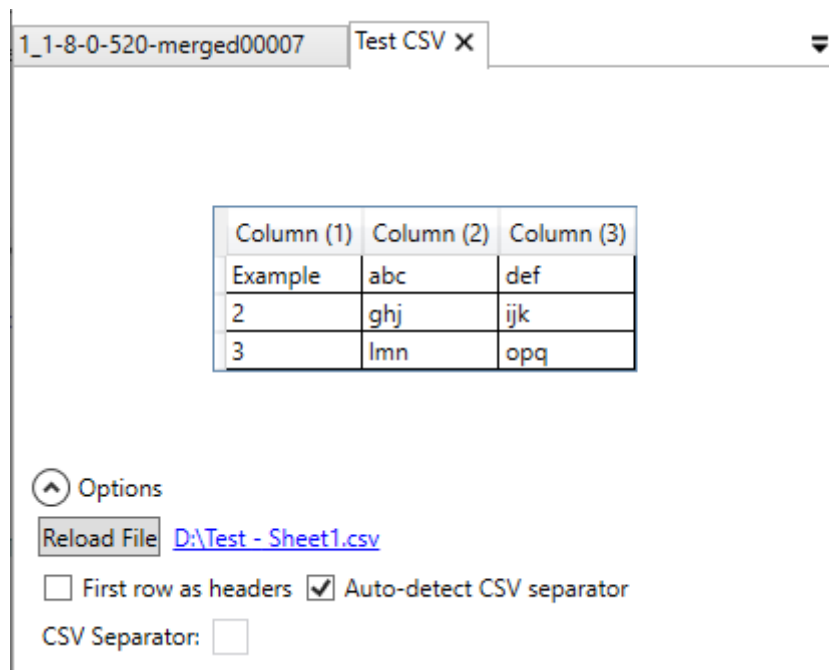 1_1-8-0-520-merged00007 Test CSV
Column (1) Column (2) Column (3)
Example abc def
2 ghj ijk
3 lmn opq
Options
Reload File D:\Test - Sheet1.csv
First row as headers Auto-detect CSV separator
CSV Separator: